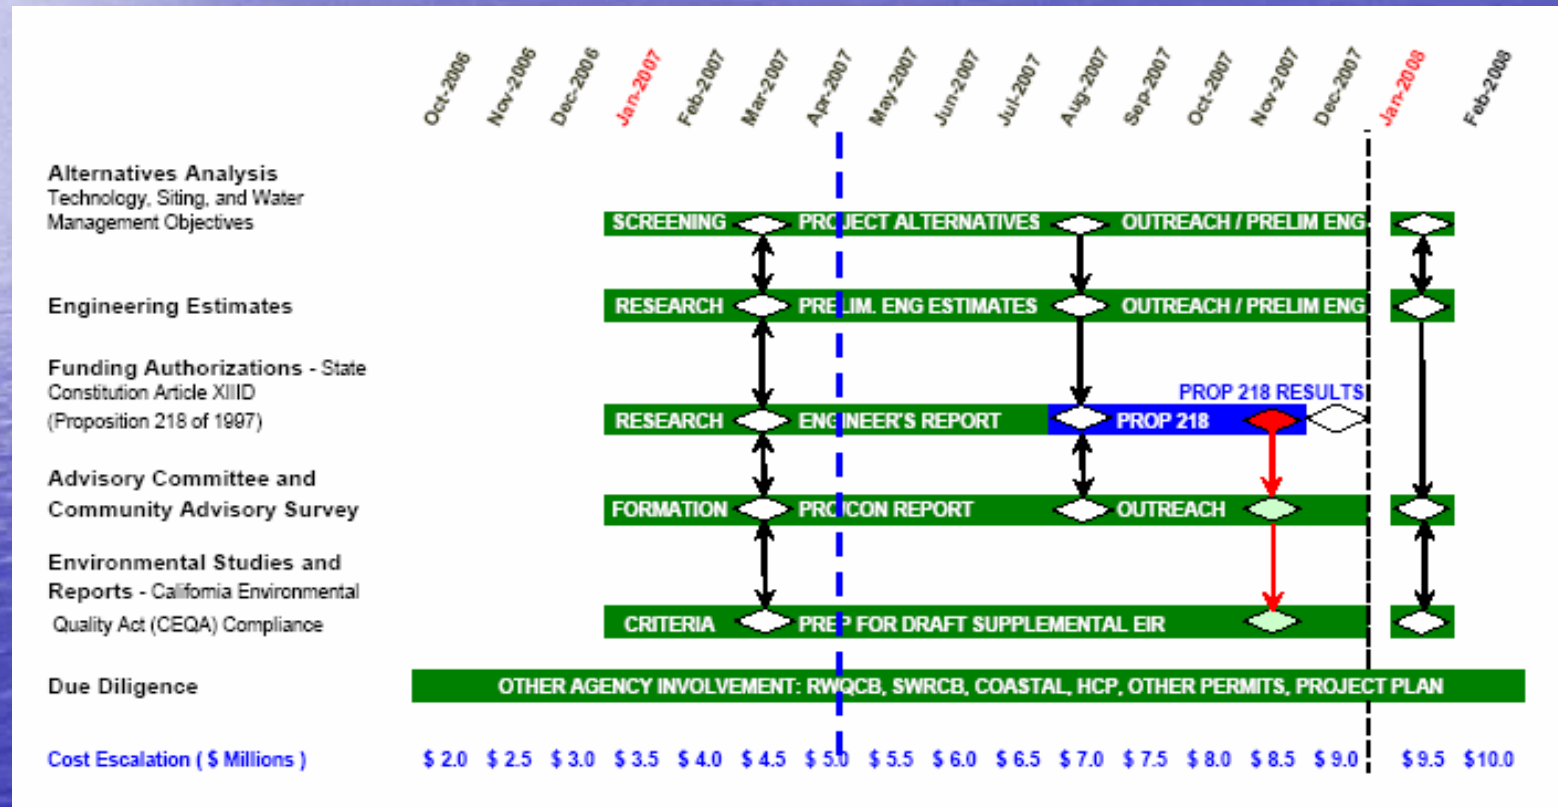 Oct-2006 Nov-2006 Dec-2006 Jan-2007 Feb-2007 Mar-2007 Apr-2007 May-2007 Jun-2007 Jul-2007 Aug-2007 Sep-2007 Oct-2007 Nov-2007 Dec-2007 Jan-2008 Feb-2008
Alternatives Analysis
Technology, Siting, and Water
Management Objectives
SCREENING PROJECT ALTERNATIVES OUTREACH / PRELIM ENG
Engineering Estimates
RESEARCH PRELIM. ENG ESTIMATES OUTREACH / PRELIM ENG
Funding Authorizations - State
Constitution Article XIIID
(Proposition 218 of 1997)
PROP 218 RESULTS
RESEARCH ENGINEER'S REPORT PROP 218
Advisory Committee and
Community Advisory Survey
FORMATION PRO/CON REPORT OUTREACH
Environmental Studies and
Reports - California Environmental
Quality Act (CEQA) Compliance
CRITERIA PREP FOR DRAFT SUPPLEMENTAL EIR
Due Diligence
OTHER AGENCY INVOLVEMENT: RWQCB, SWRCB, COASTAL, HCP, OTHER PERMITS, PROJECT PLAN
Cost Escalation ( $ Millions ) $ 2.0 $ 2.5 $ 3.0 $ 3.5 $ 4.0 $ 4.5 $ 5.0 $ 5.5 $ 6.0 $ 6.5 $ 7.0 $ 7.5 $ 8.0 $ 8.5 $ 9.0 $ 9.5 $10.0